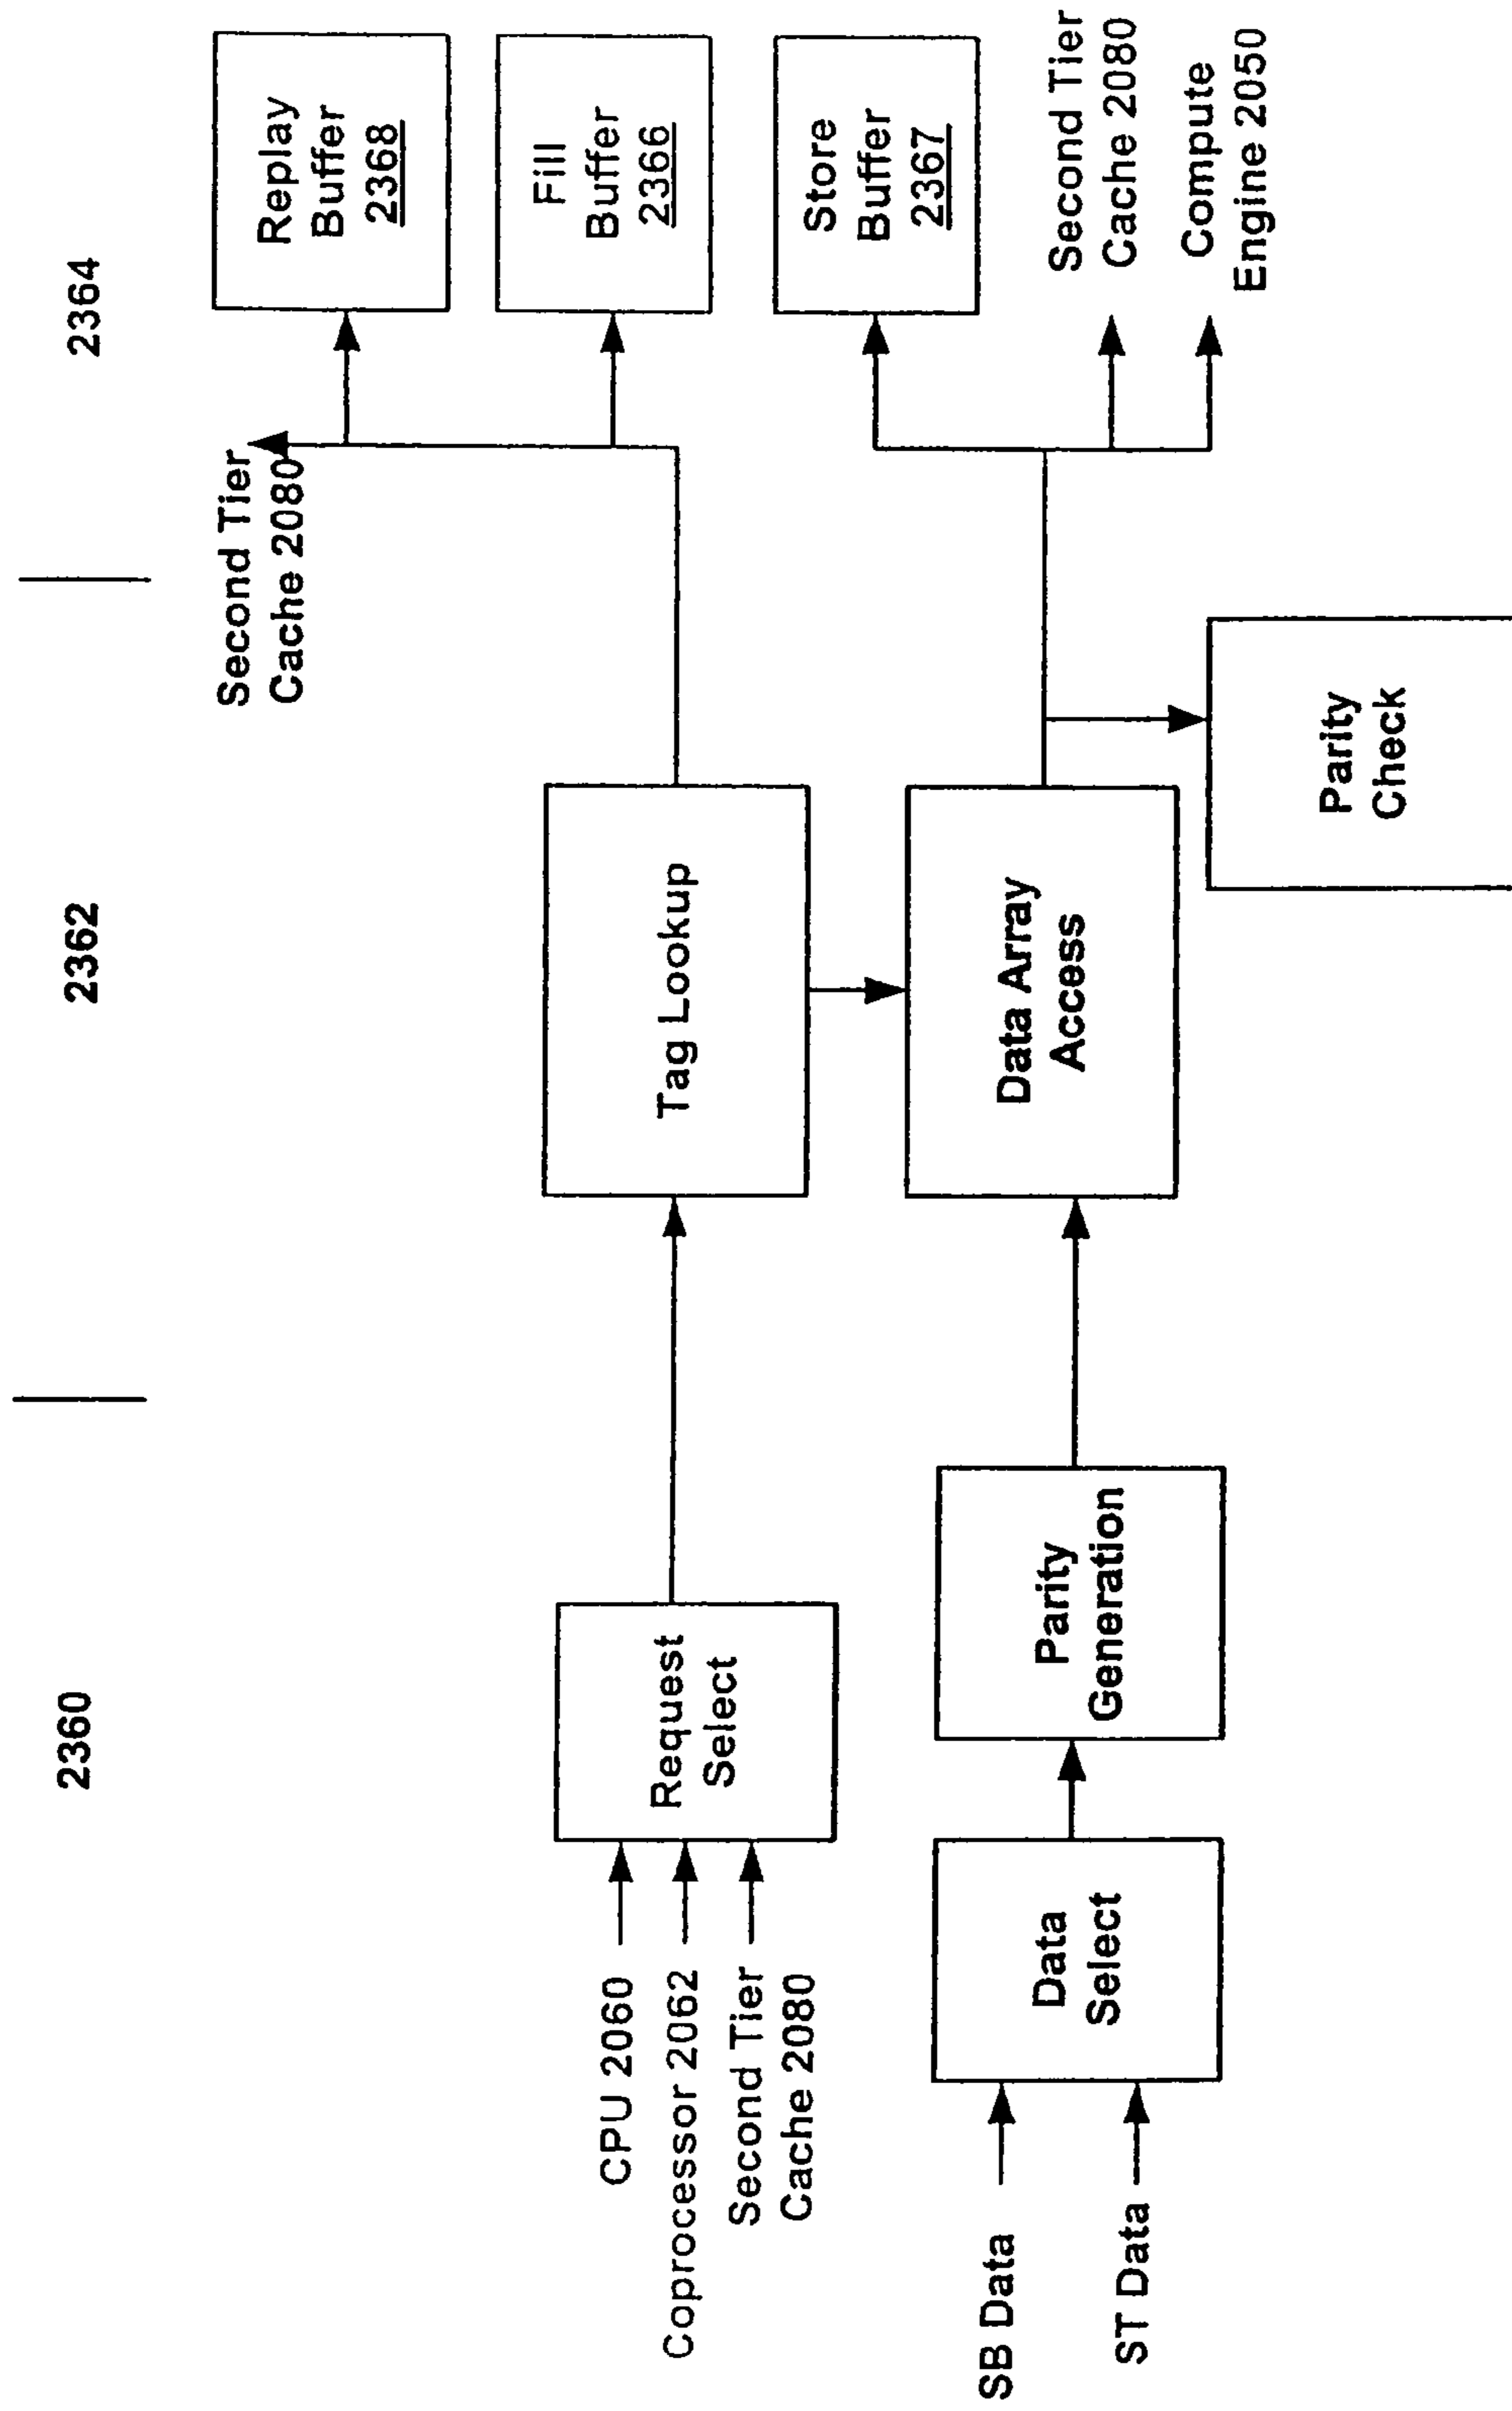 2360
2362
2364
Second Tier
Cache 2080
Replay
Buffer
2368
Fill
Buffer
2366
CPU 2060
Coprocessor 2062
Second Tier
Cache 2080
Request
Select
Tag Lookup
Store
Buffer
2367
SB Data
ST Data
Data
Select
Parity
Generation
Data Array
Access
Second Tier
Cache 2080
Compute
Engine 2050
Parity
Check